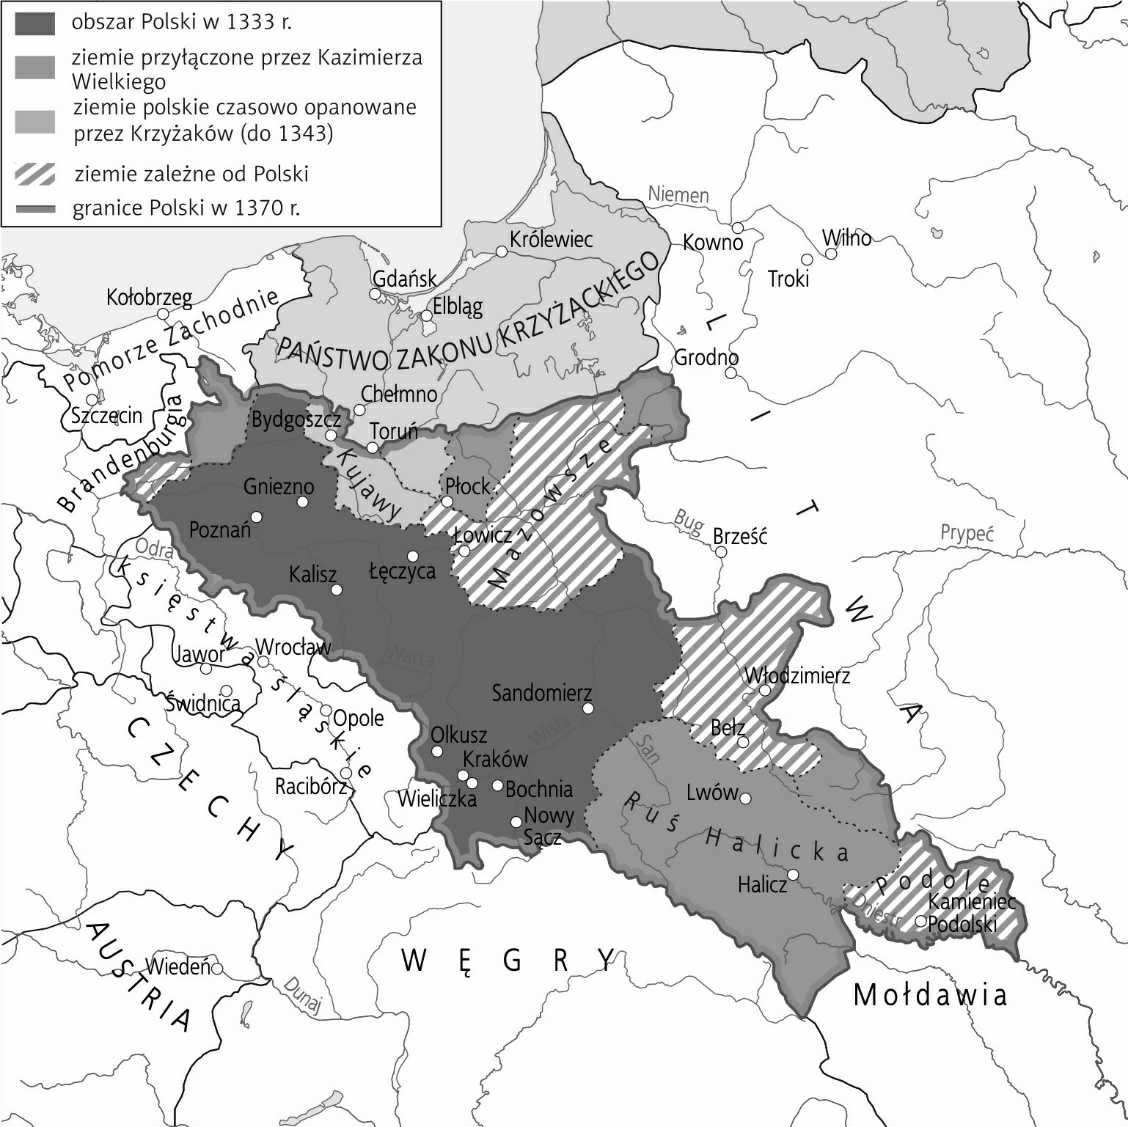 obszar Polski w 1333 r.
ziemie przyłączone przez Kazimierza
Wielkiego
ziemie polskie czasowo opanowane
przez Krzyżaków (do 1343)
ziemie zależne od Polski
granice Polski w 1370 r.
Niemen
Królewiec
Kowno
Wilno
Troki
Gdańsk
Kołobrzeg
Elbląg
Pomorze Zachodnie
PAŃSTWO ZAKONU KRZYŻACKIEGO
Grodno
Chełmno
Szczecin
Bydgoszcz
Toruń
Brandenburgia
Kujawy
Gniezno
Płock
Mazowsze
LITWA
Poznań
Łowicz
Bug
Brześć
Prypeć
Odra
Kalisz
Łęczyca
księstwa śląskie
Wrocław
Jawor
Warta
Świdnica
Sandomierz
Włodzimierz
Opole
Wisła
Bełz
CZECHY
Olkusz
San
Kraków
Racibórz
Wieliczka
Bochnia
Lwów
Nowy
Sącz
Ruś Halicka
Halicz
Podole
Kamieniec
Podolski
Dniestr
AUSTRIA
Wiedeń
WĘGRY
Dunaj
Mołdawia